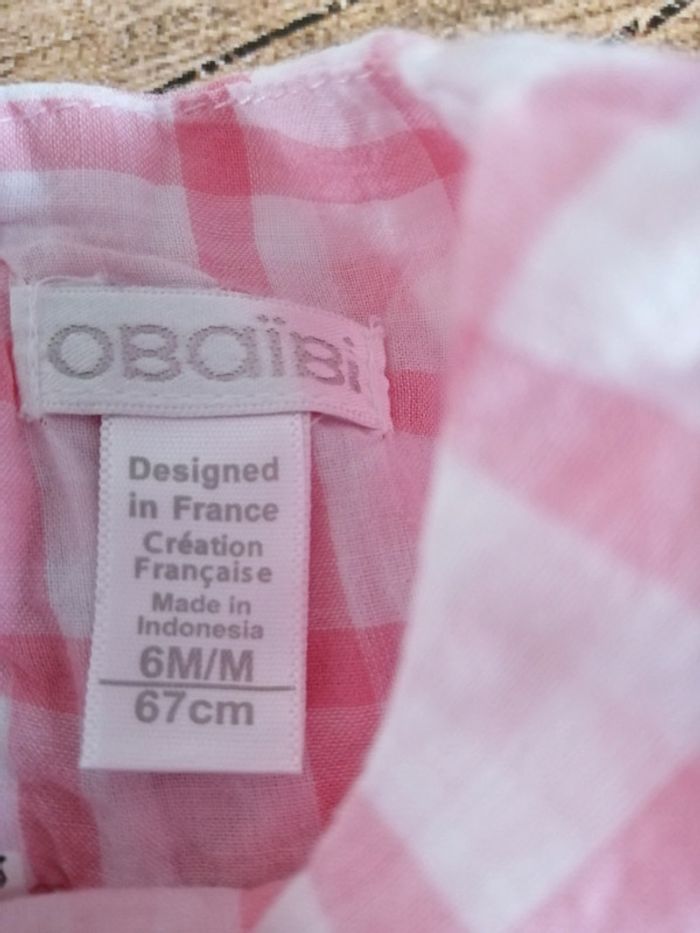 OBAÏBI
Designed
in France
Création
Française
Made in
Indonesia
6M/M
67cm